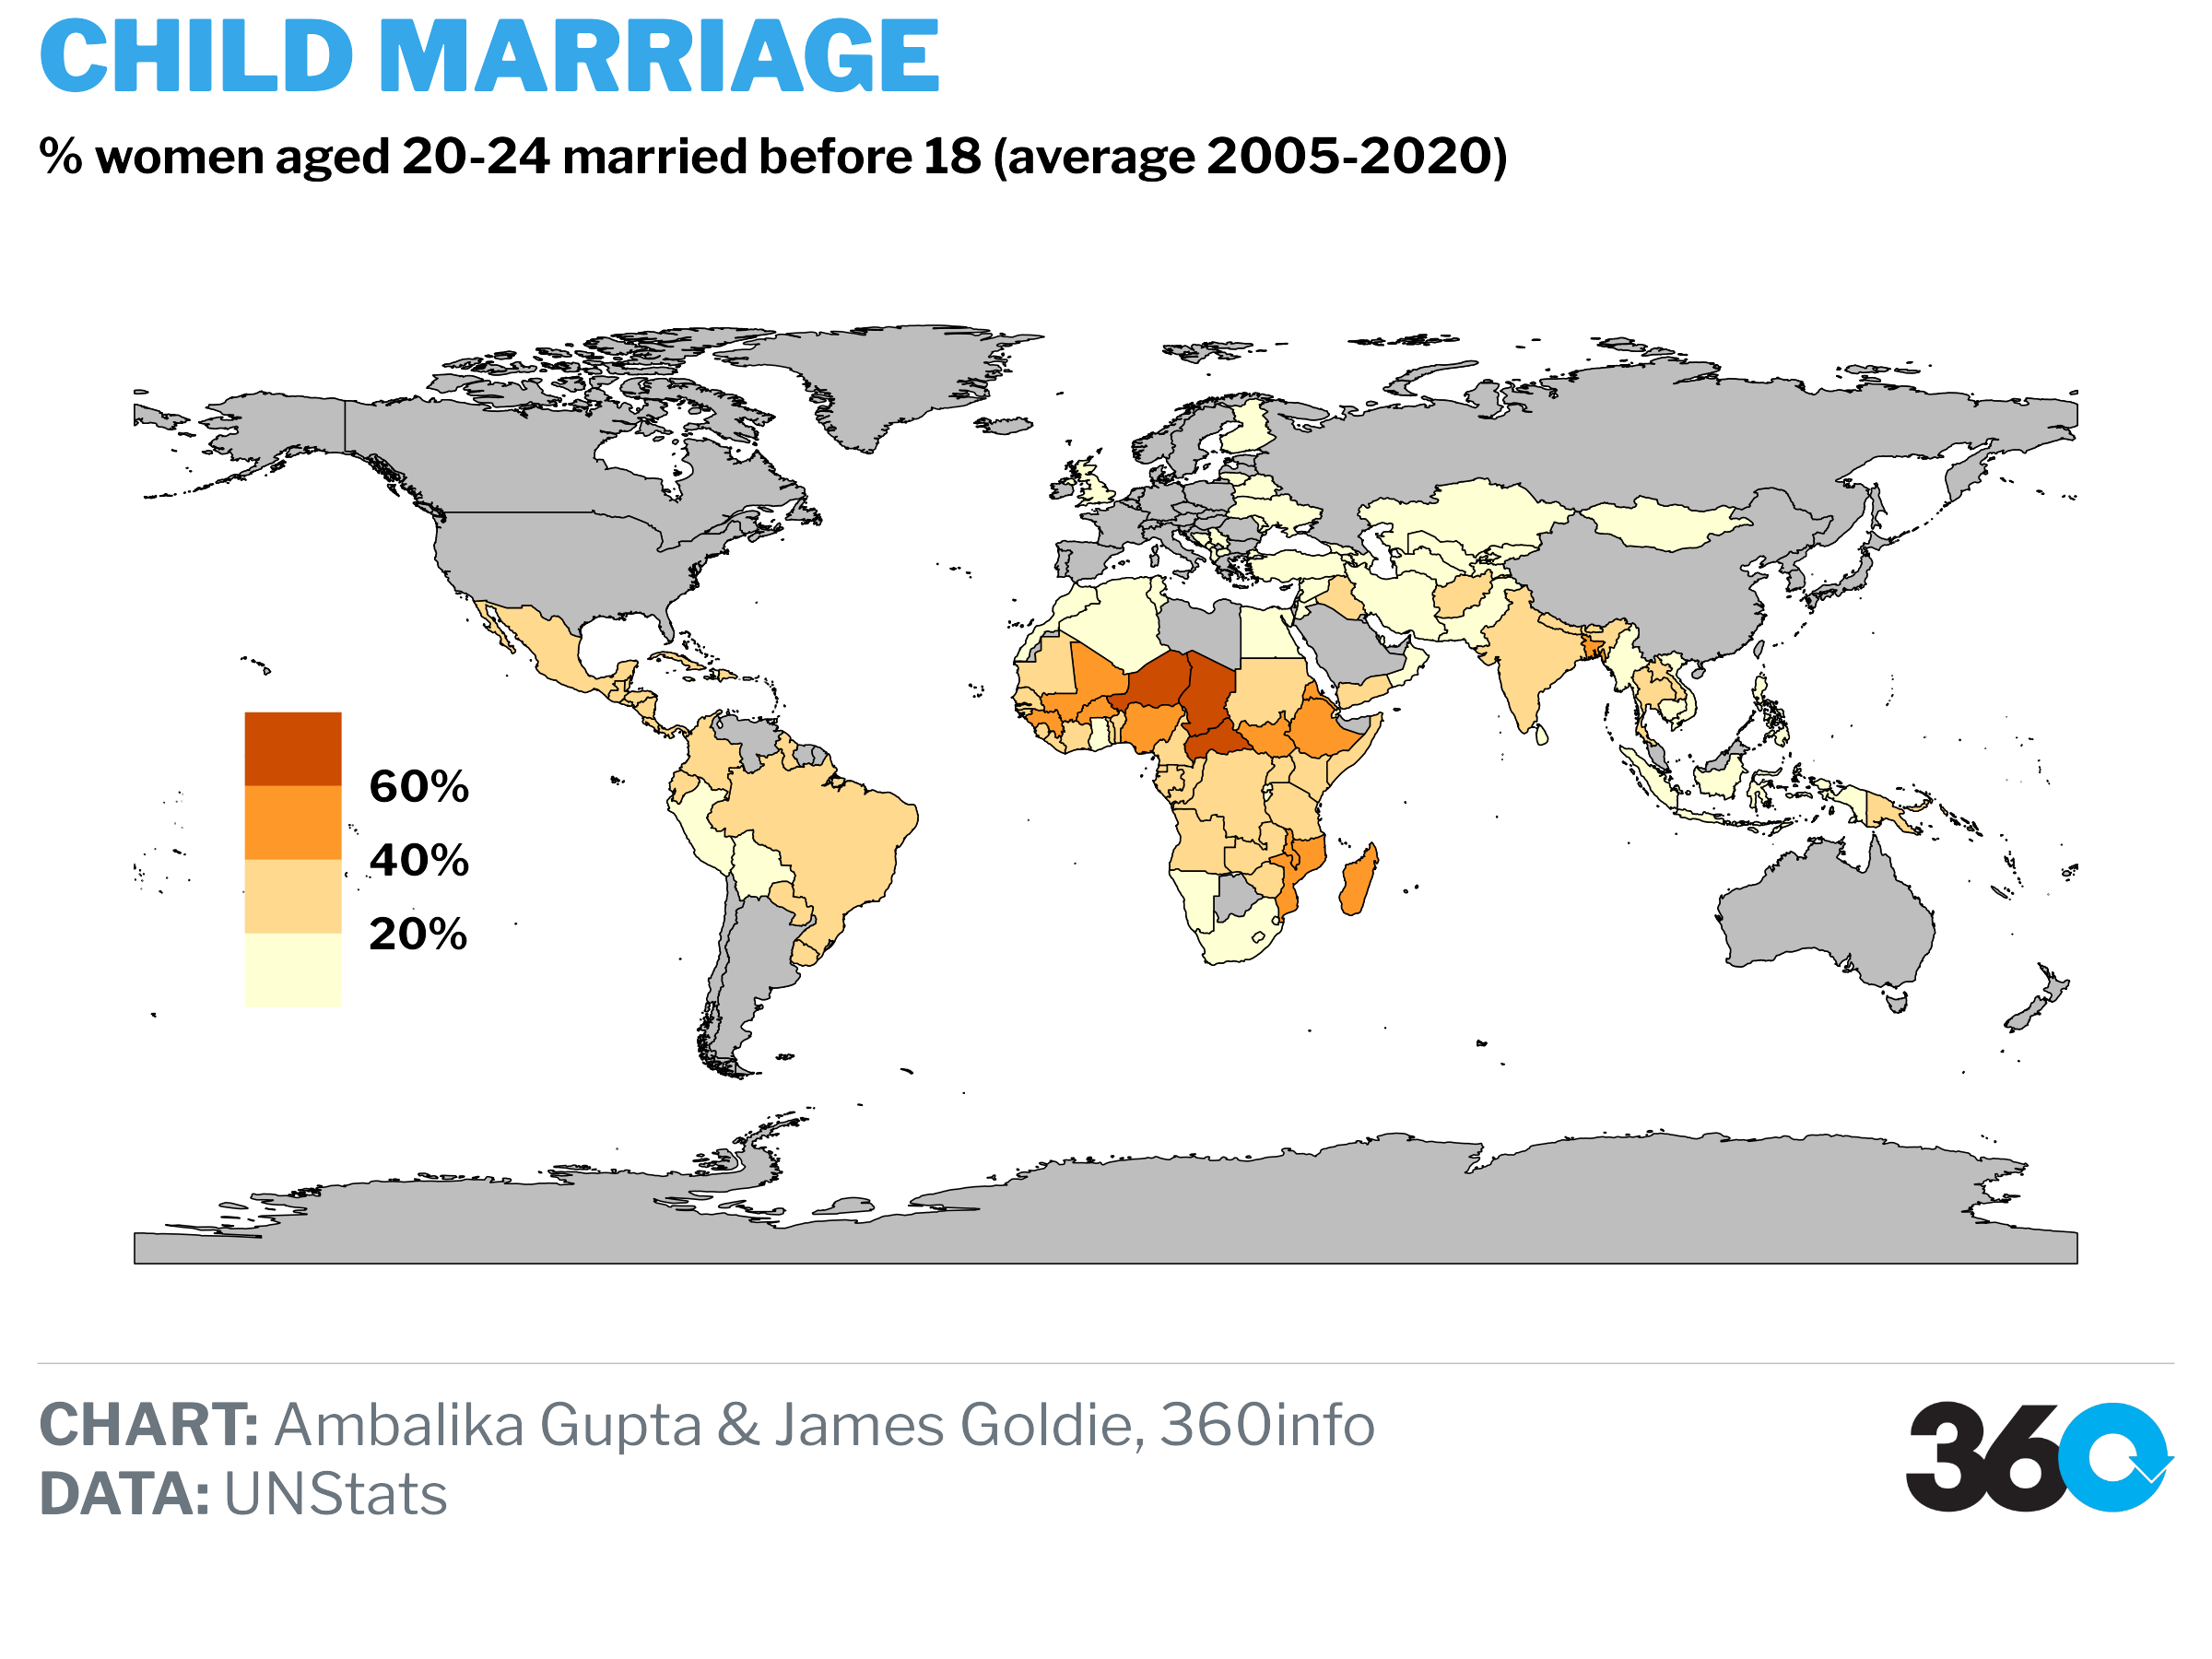 CHILD MARRIAGE
% women aged 20-24 married before 18 (average 2005-2020)
60%
40%
20%
CHART: Ambalika Gupta & James Goldie, 360info
DATA: UNStats
360